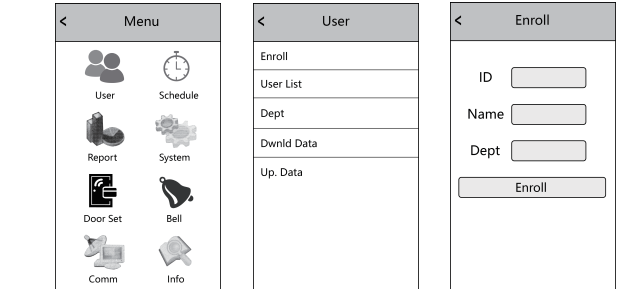 < Menu
User Schedule
Report System
Door Set Bell
Comm Info
< User
Enroll
User List
Dept
Dwnld Data
Up. Data
< Enroll
ID
Name
Dept
Enroll